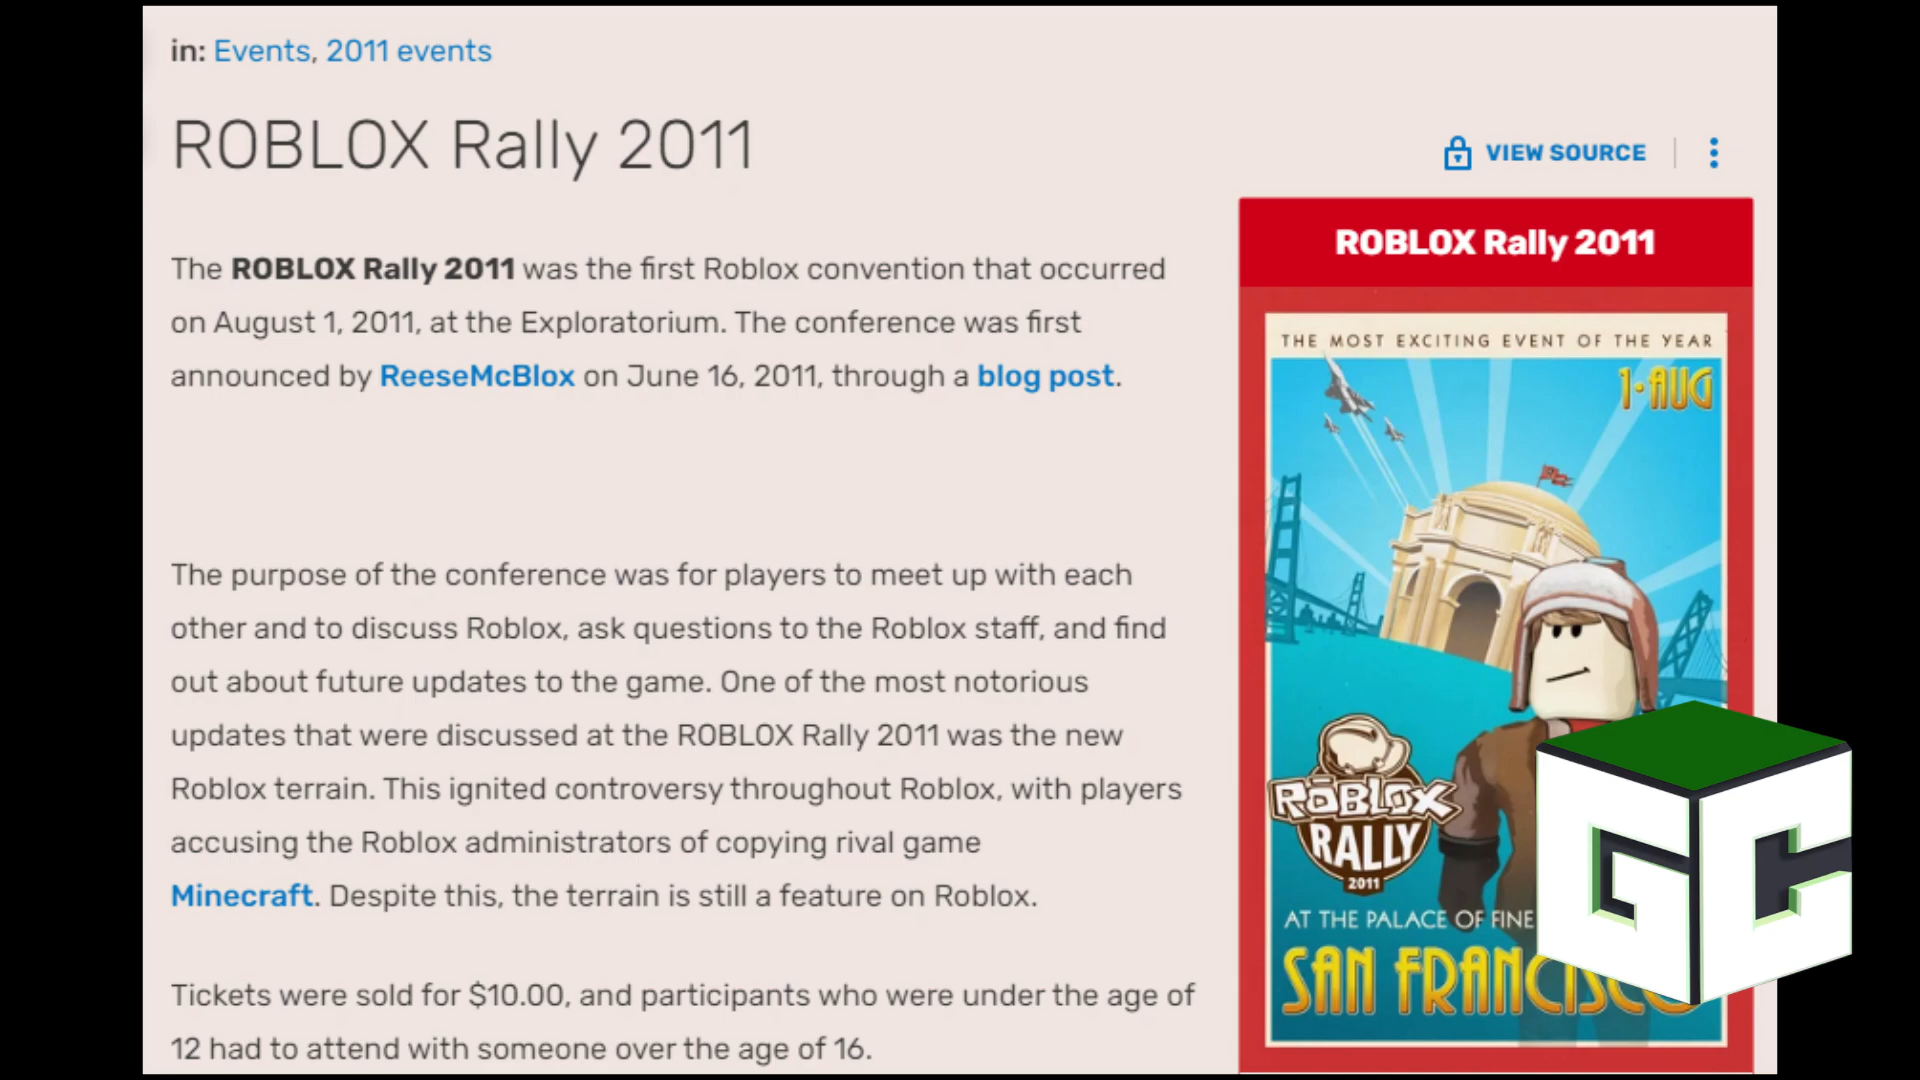 in: Events, 2011 events
ROBLOX Rally 2011
VIEW SOURCE
The ROBLOX Rally 2011 was the first Roblox convention that occurred
on August 1, 2011, at the Exploratorium. The conference was first
announced by ReeseMcBlox on June 16, 2011, through a blog post.
The purpose of the conference was for players to meet up with each
other and to discuss Roblox, ask questions to the Roblox staff, and find
out about future updates to the game. One of the most notorious
updates that were discussed at the ROBLOX Rally 2011 was the new
Roblox terrain. This ignited controversy throughout Roblox, with players
accusing the Roblox administrators of copying rival game
Minecraft. Despite this, the terrain is still a feature on Roblox.
Tickets were sold for $10.00, and participants who were under the age of
12 had to attend with someone over the age of 16.
ROBLOX Rally 2011
THE MOST EXCITING EVENT OF THE YEAR
1·AUG
ROBLOX
RALLY
2011
AT THE PALACE OF FINE
SAN FRANCISCO
GC